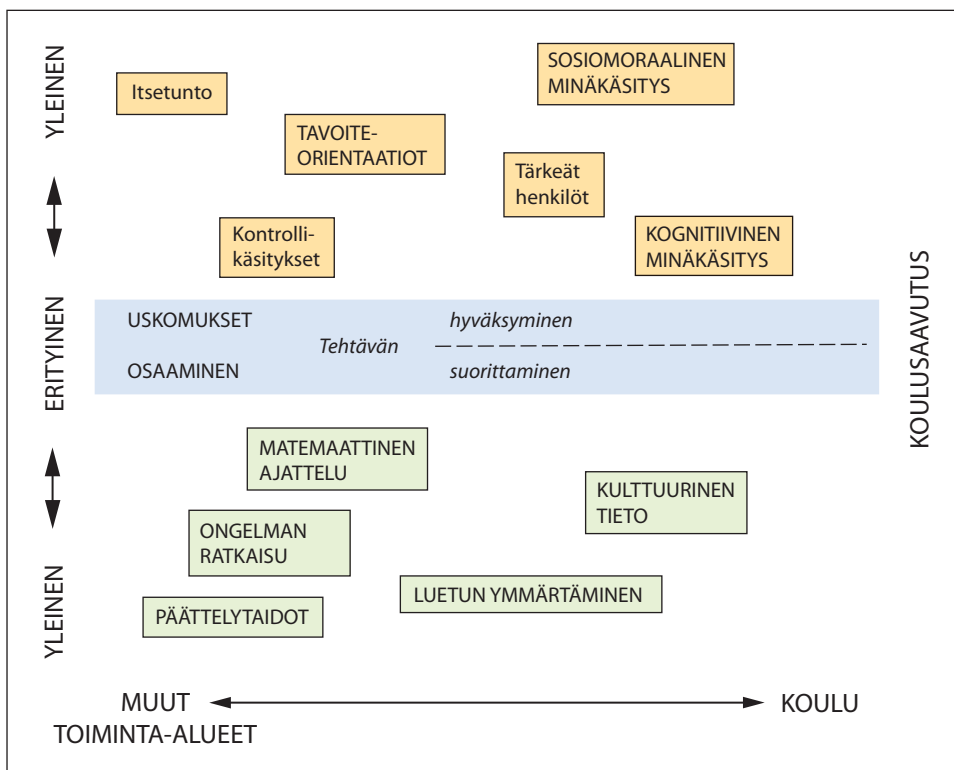 YLEINEN
Itsetunto
SOSIOMORAALINEN
MINÄKÄSITYS
TAVOITE-
ORIENTAATIOT
Tärkeät
henkilöt
Kontrolli-
käsitykset
KOGNITIIVINEN
MINÄKÄSITYS
ERITYINEN
USKOMUKSET
hyväksyminen
Tehtävän
OSAAMINEN
suorittaminen
KOULUSAAVUTUS
MATEMAATTINEN
AJATTELU
KULTTUURINEN
TIETO
ONGELMAN
RATKAISU
LUETUN YMMÄRTÄMINEN
PÄÄTTELYTAIDOT
YLEINEN
MUUT
TOIMINTA-ALUEET
KOULU